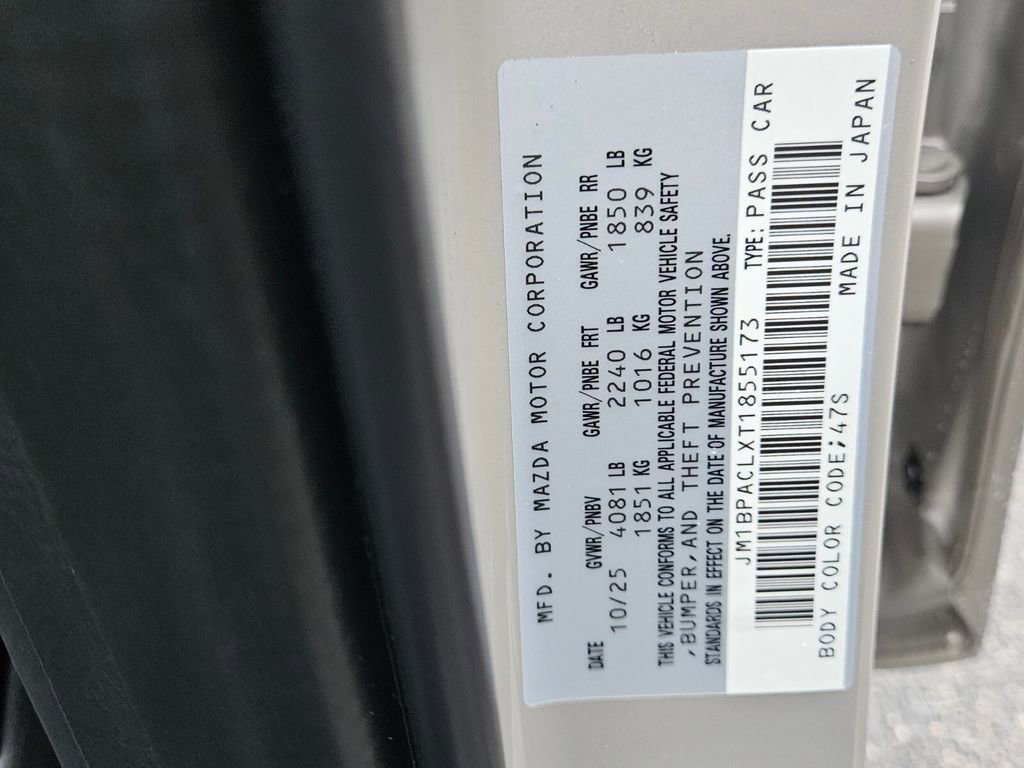 MFD. BY MAZDA MOTOR CORPORATION
DATE GVWR/PNBV GAWR/PNBE FRT GAWR/PNBE RR
10/25 4081 LB 2240 LB 1850 LB
1851 KG 1016 KG 839 KG
THIS VEHICLE CONFORMS TO ALL APPLICABLE FEDERAL MOTOR VEHICLE SAFETY
,BUMPER,AND THEFT PREVENTION
STANDARDS IN EFFECT ON THE DATE OF MANUFACTURE SHOWN ABOVE.
JM1BPACLXT1855173 TYPE: PASS CAR
BODY COLOR CODE:47S MADE IN JAPAN